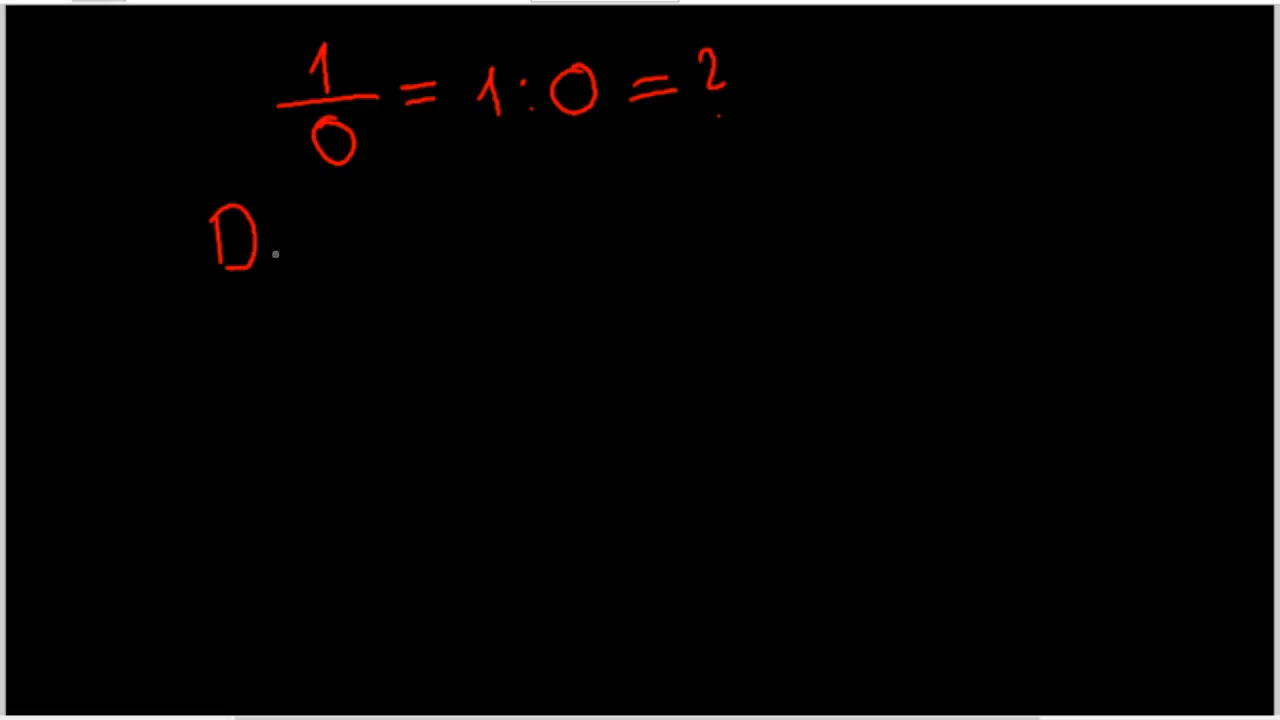 1/0 = 1:0 = ?
D